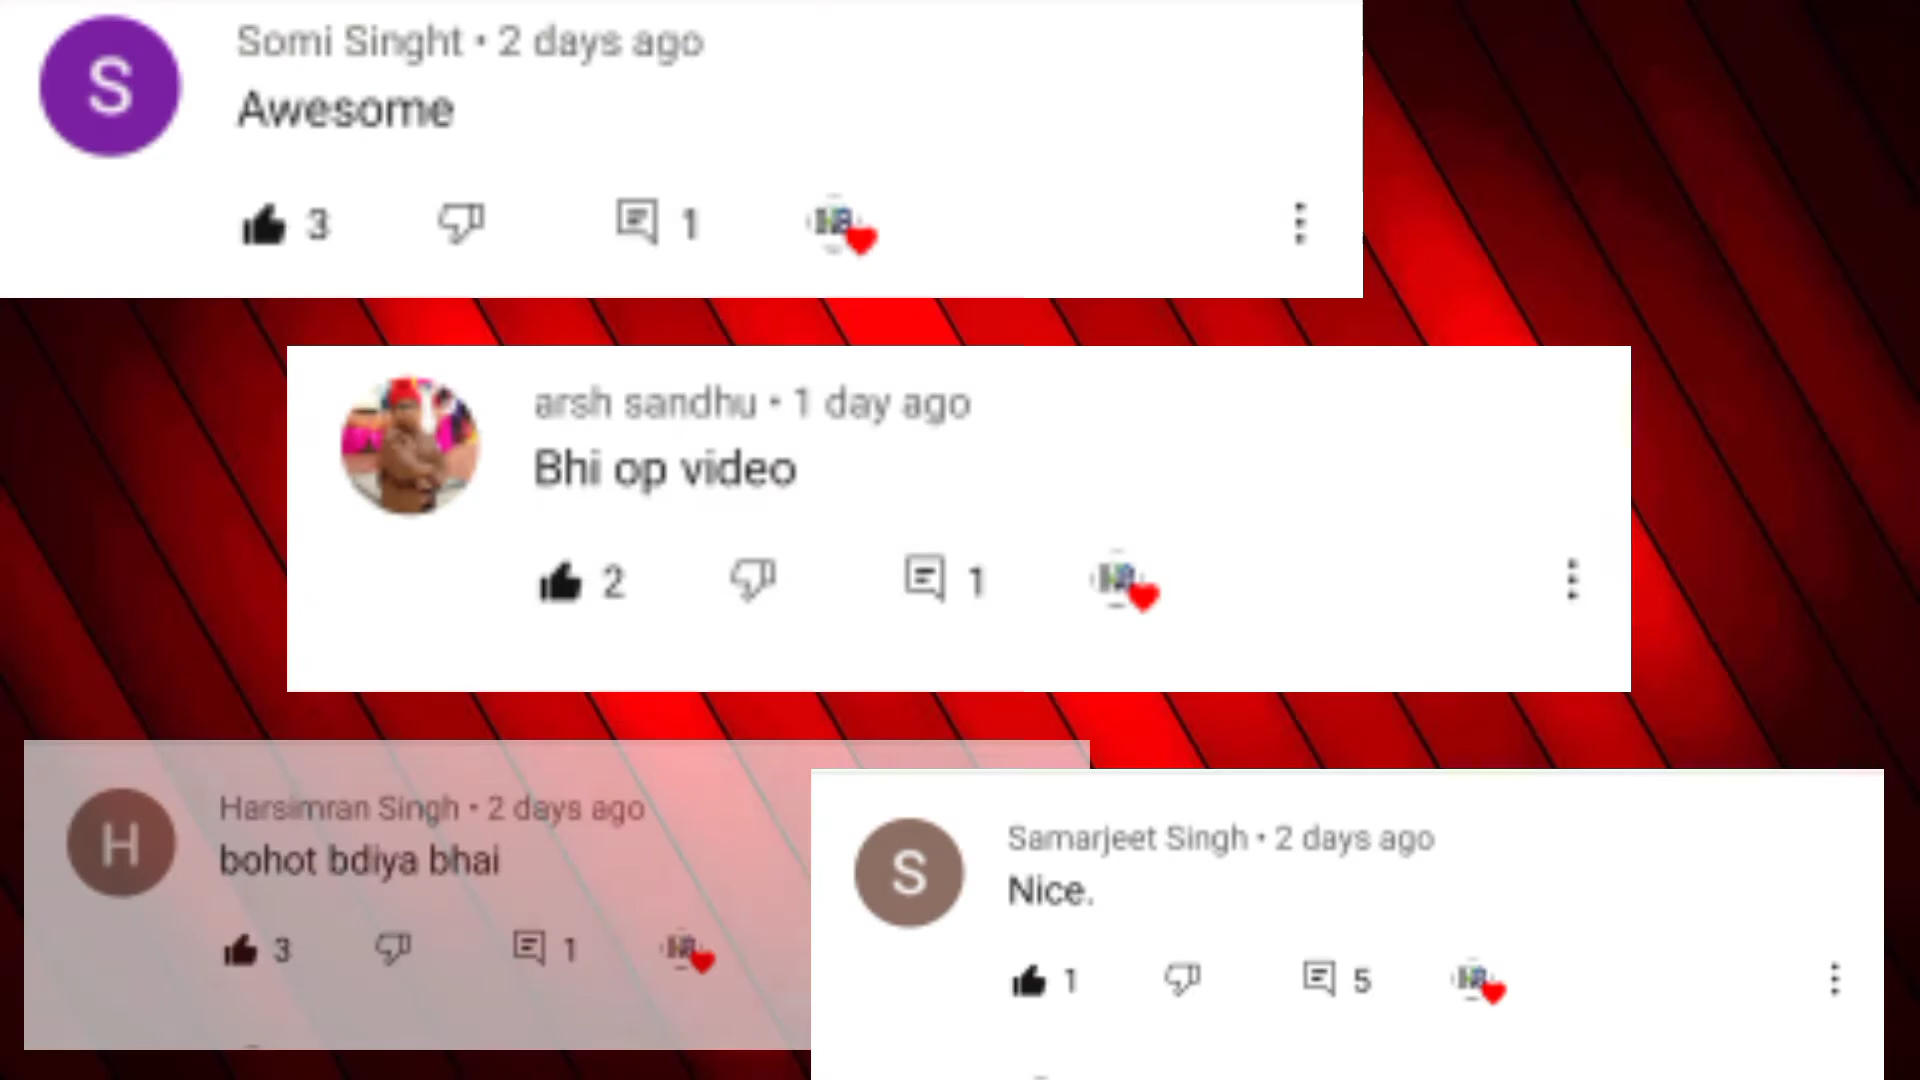 S
Somi Singht • 2 days ago
Awesome
3
1
arsh sandhu • 1 day ago
Bhi op video
2
1
H
Harsimran Singh • 2 days ago
bohot bdiya bhai
3
1
S
Samarjeet Singh • 2 days ago
Nice.
1
5